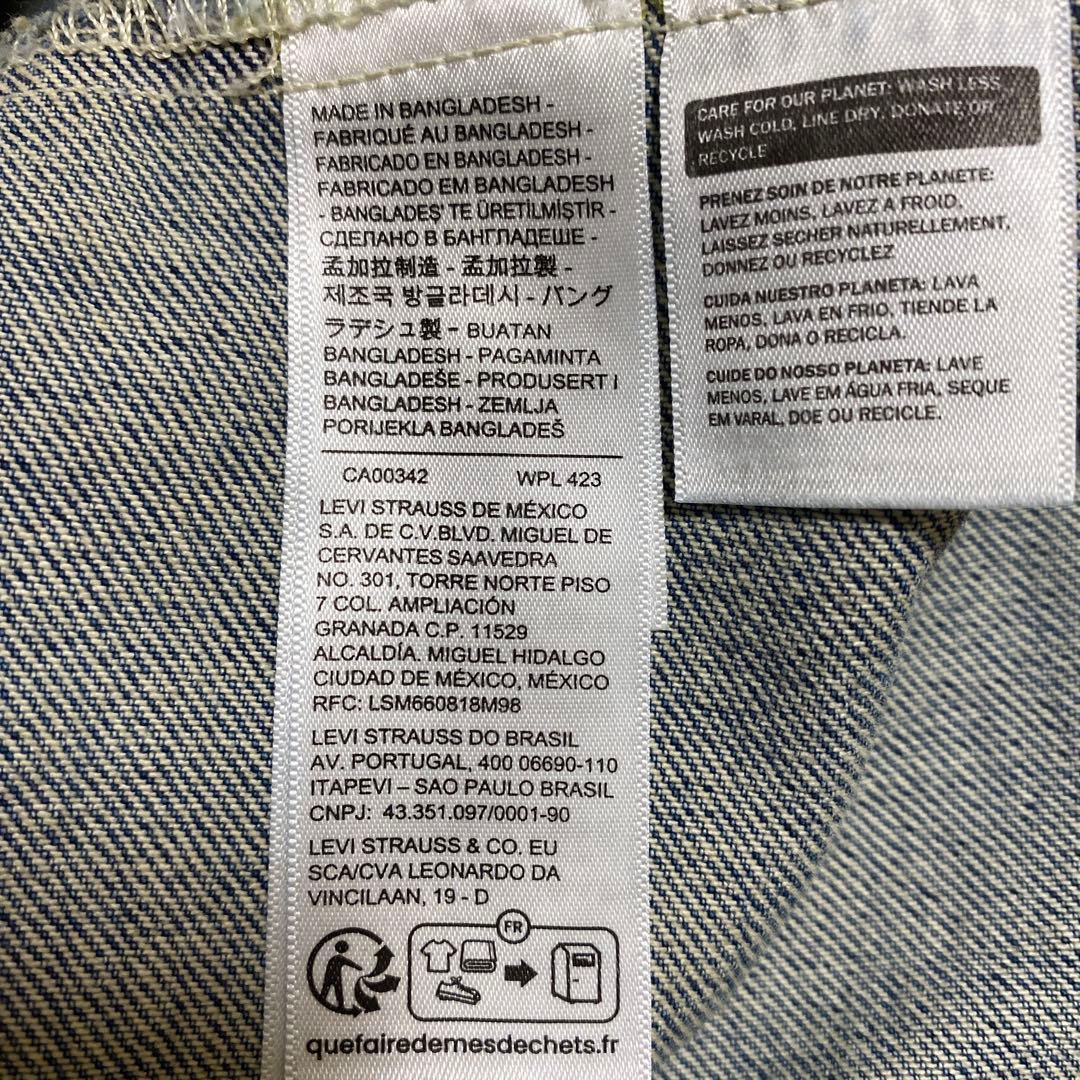 MADE IN BANGLADESH -
FABRIQUÉ AU BANGLADESH -
FABRICADO EN BANGLADESH -
FABRICADO EM BANGLADESH
- BANGLADEŞ' TE ÜRETİLMİŞTİR -
СДЕЛАНО В БАНГЛАДЕШЕ -
孟加拉制造 - 孟加拉製 -
제조국 방글라데시 - バング
ラデシュ製 - BUATAN
BANGLADESH - PAGAMINTA
BANGLADEŠE - PRODUSERT I
BANGLADESH - ZEMLJA
PORIJEKLA BANGLADEŠ
CA00342 WPL 423
LEVI STRAUSS DE MÉXICO
S.A. DE C.V.BLVD. MIGUEL DE
CERVANTES SAAVEDRA
NO. 301, TORRE NORTE PISO
7 COL. AMPLIACIÓN
GRANADA C.P. 11529
ALCALDÍA. MIGUEL HIDALGO
CIUDAD DE MÉXICO, MÉXICO
RFC: LSM660818M98
LEVI STRAUSS DO BRASIL
AV. PORTUGAL, 400 06690-110
ITAPEVI – SAO PAULO BRASIL
CNPJ: 43.351.097/0001-90
LEVI STRAUSS & CO. EU
SCA/CVA LEONARDO DA
VINCILAAN, 19 - D
FR
quefairedemesdechets.fr
CARE FOR OUR PLANET: WASH LESS,
WASH COLD, LINE DRY, DONATE OR
RECYCLE
PRENEZ SOIN DE NOTRE PLANETE:
LAVEZ MOINS, LAVEZ A FROID,
LAISSEZ SECHER NATURELLEMENT,
DONNEZ OU RECYCLEZ
CUIDA NUESTRO PLANETA: LAVA
MENOS, LAVA EN FRIO, TIENDE LA
ROPA, DONA O RECICLA.
CUIDE DO NOSSO PLANETA: LAVE
MENOS, LAVE EM ÁGUA FRIA, SEQUE
EM VARAL, DOE OU RECICLE.